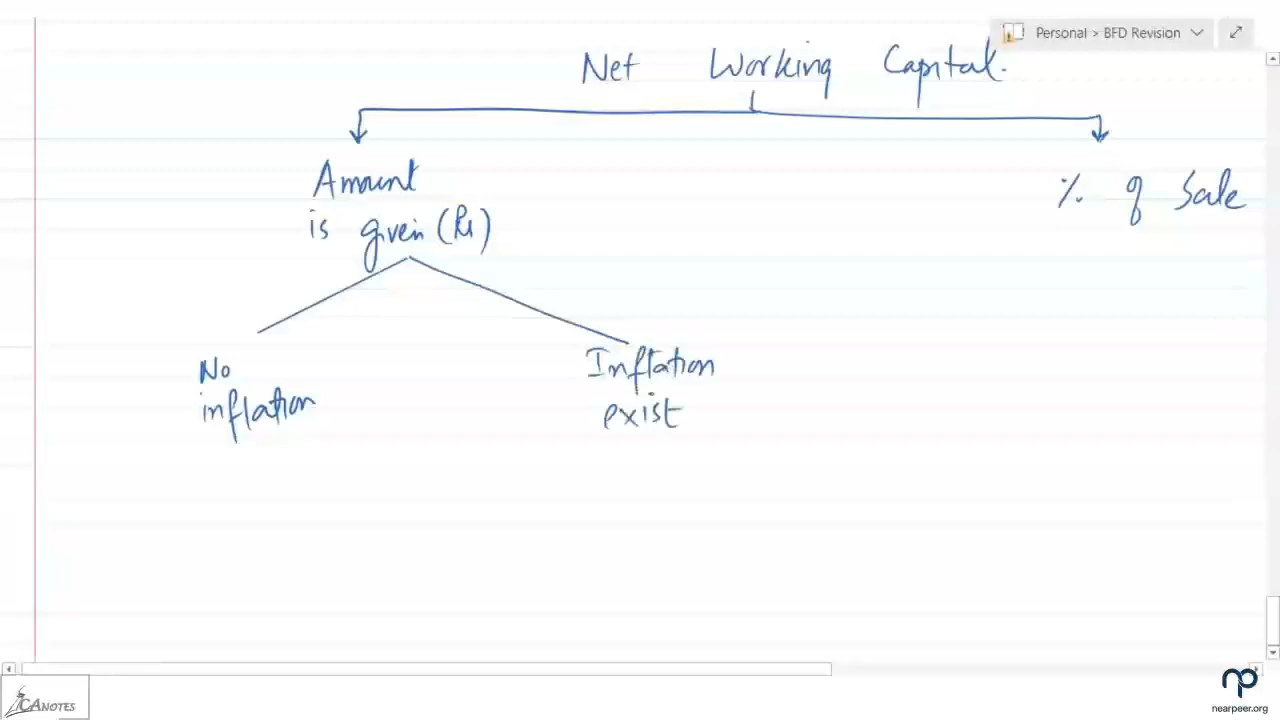 Personal > BFD Revision
Net Working Capital.
Amount
is given (Rs)
% of Sale
No
inflation
Inflation
exist
CANOTES
np
nearpeer.org